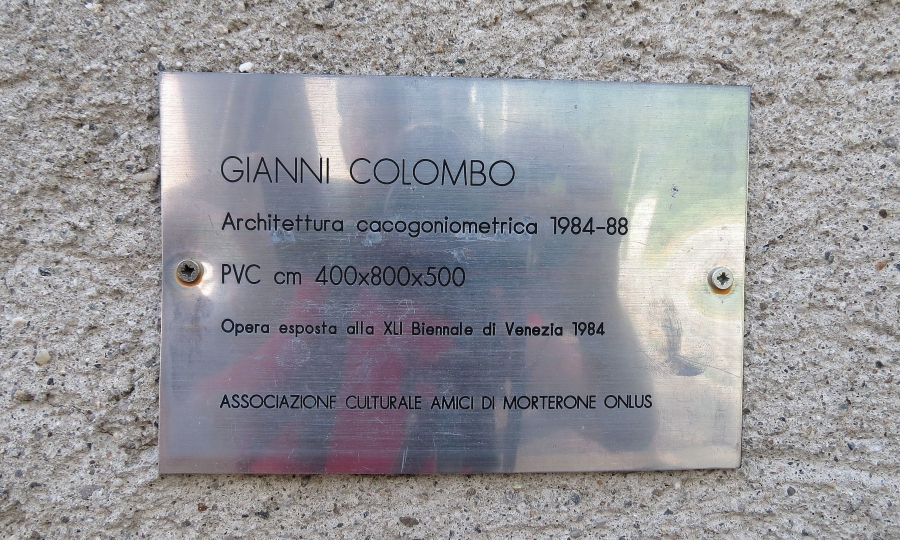 GIANNI COLOMBO
Architettura cacogoniometrica 1984-88
PVC cm 400x800x500
Opera esposta alla XLI Biennale di Venezia 1984
ASSOCIAZIONE CULTURALE AMICI DI MORTERONE ONLUS